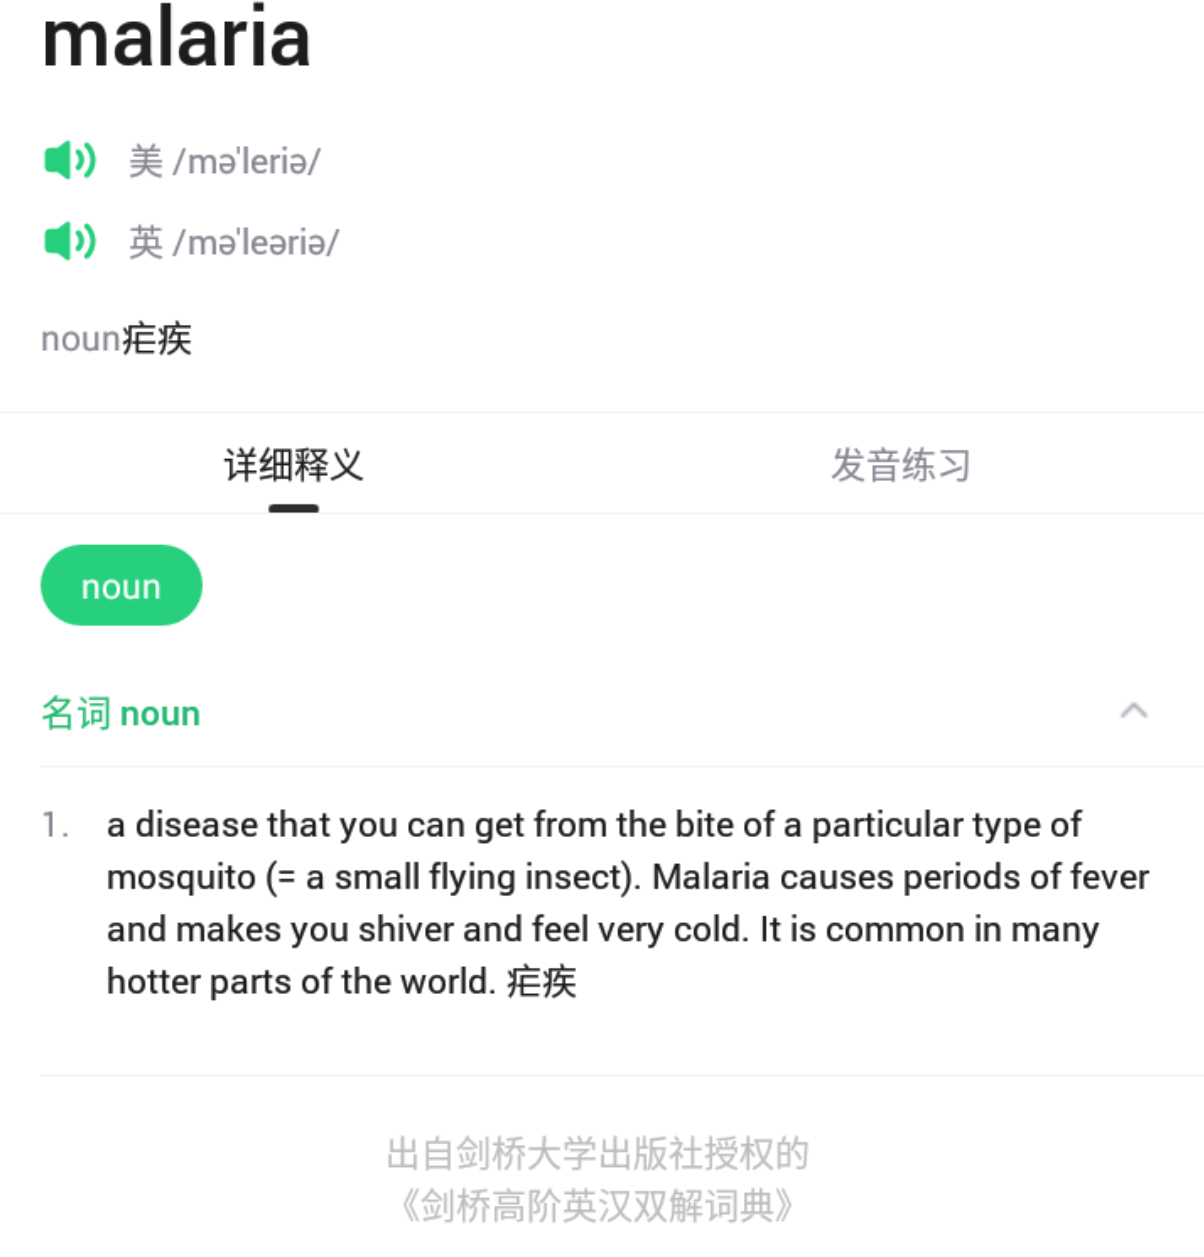 malaria
美 /mə'leriə/
英 /mə'leəriə/
noun疟疾
详细释义
发音练习
noun
名词 noun
1. a disease that you can get from the bite of a particular type of
mosquito (= a small flying insect). Malaria causes periods of fever
and makes you shiver and feel very cold. It is common in many
hotter parts of the world. 疟疾
出自剑桥大学出版社授权的
《剑桥高阶英汉双解词典》